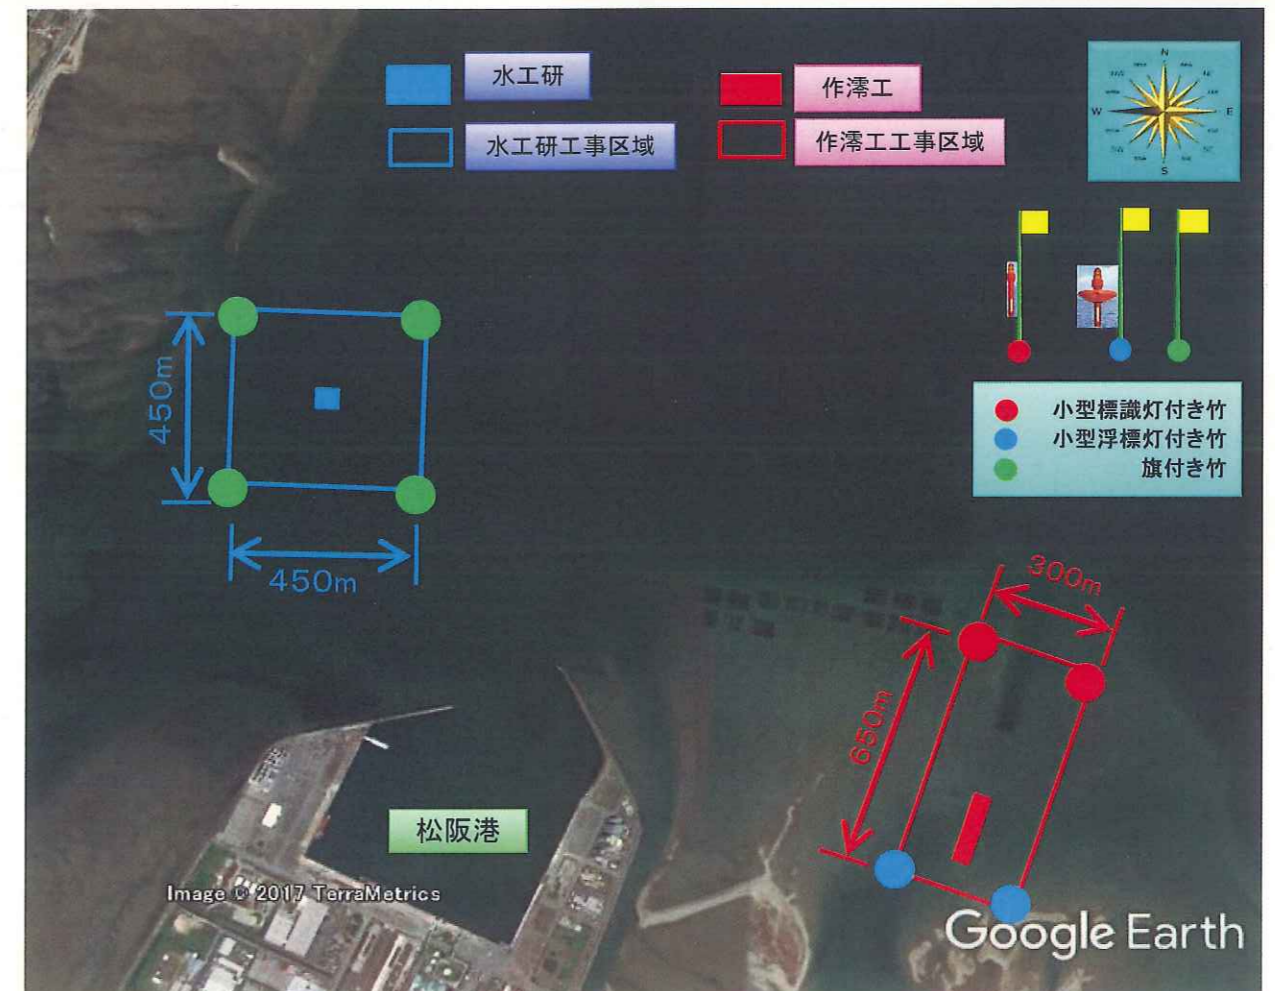 水工研
作澪工
水工研工事区域
作澪工工事区域
N
W
E
S
小型標識灯付き竹
小型浮標灯付き竹
旗付き竹
450m
450m
300m
650m
松阪港
Image © 2017 TerraMetrics
Google Earth